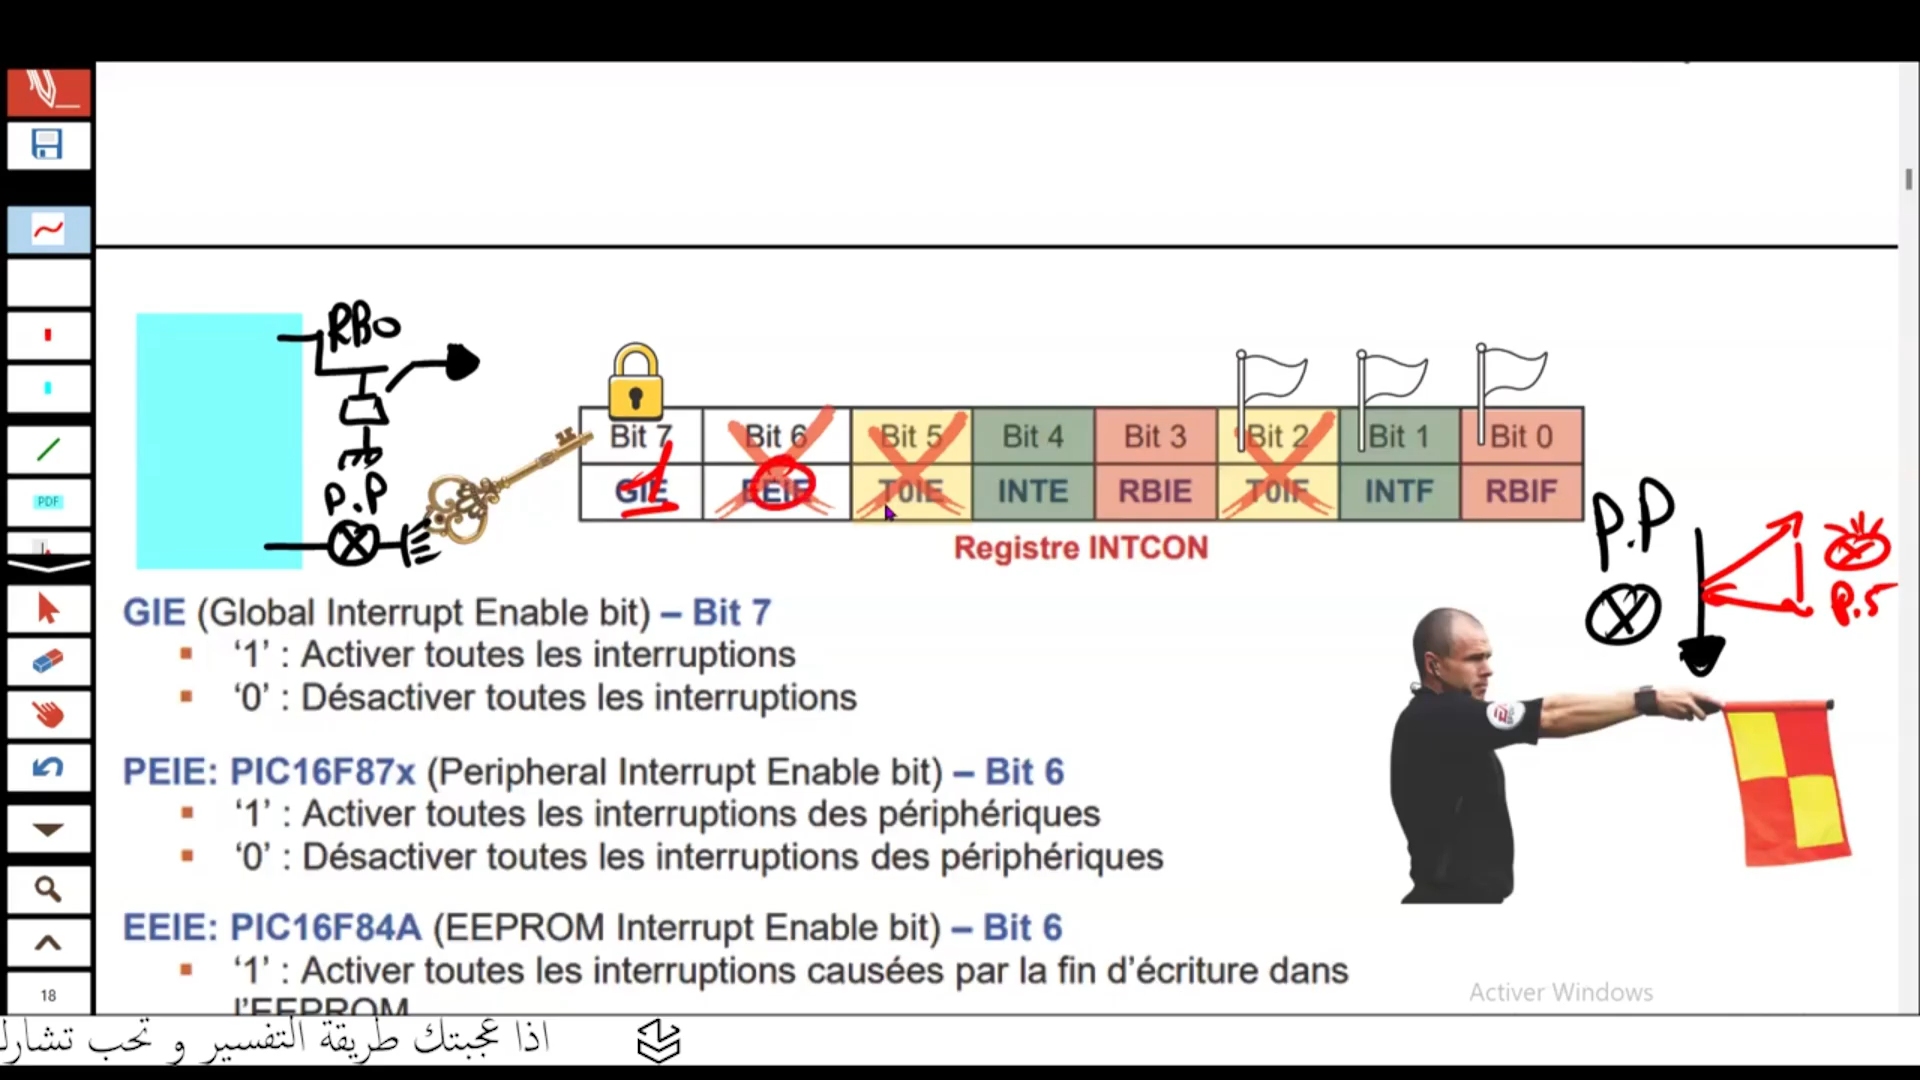 RB0
Bit 7 Bit 6 Bit 5 Bit 4 Bit 3 Bit 2 Bit 1 Bit 0
GIE EEIE T0IE INTE RBIE T0IF INTF RBIF
1
P.P
P.P
P.S
Registre INTCON
GIE (Global Interrupt Enable bit) – Bit 7
‘1’ : Activer toutes les interruptions
‘0’ : Désactiver toutes les interruptions
PEIE: PIC16F87x (Peripheral Interrupt Enable bit) – Bit 6
‘1’ : Activer toutes les interruptions des périphériques
‘0’ : Désactiver toutes les interruptions des périphériques
EEIE: PIC16F84A (EEPROM Interrupt Enable bit) – Bit 6
‘1’ : Activer toutes les interruptions causées par la fin d’écriture dans
l’EEPROM
Activer Windows
PDF
18
اذا عجبتك طريقة التفسير و تحب تشارك